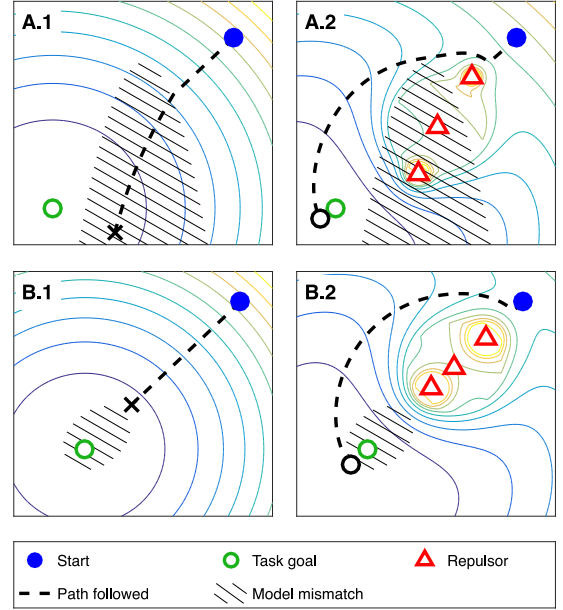 A.1
A.2
B.1
B.2
Start
Task goal
Repulsor
Path followed
Model mismatch